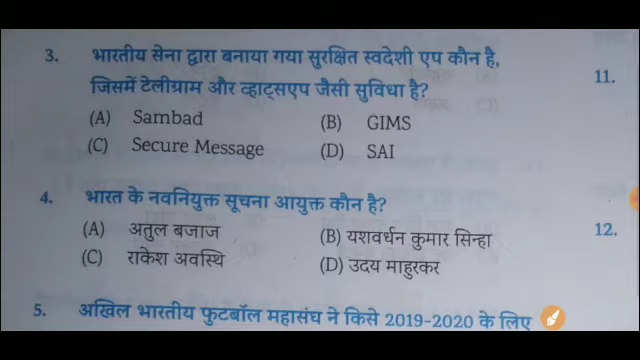 3. भारतीय सेना द्वारा बनाया गया सुरक्षित स्वदेशी एप कौन है,
जिसमें टेलीग्राम और व्हाट्सएप जैसी सुविधा है?
(A) Sambad (B) GIMS
(C) Secure Message (D) SAI
11.
4. भारत के नवनियुक्त सूचना आयुक्त कौन है?
(A) अतुल बजाज (B) यशवर्धन कुमार सिन्हा
(C) राकेश अवस्थि (D) उदय माहुरकर
12.
5. अखिल भारतीय फुटबॉल महासंघ ने किसे 2019-2020 के लिए